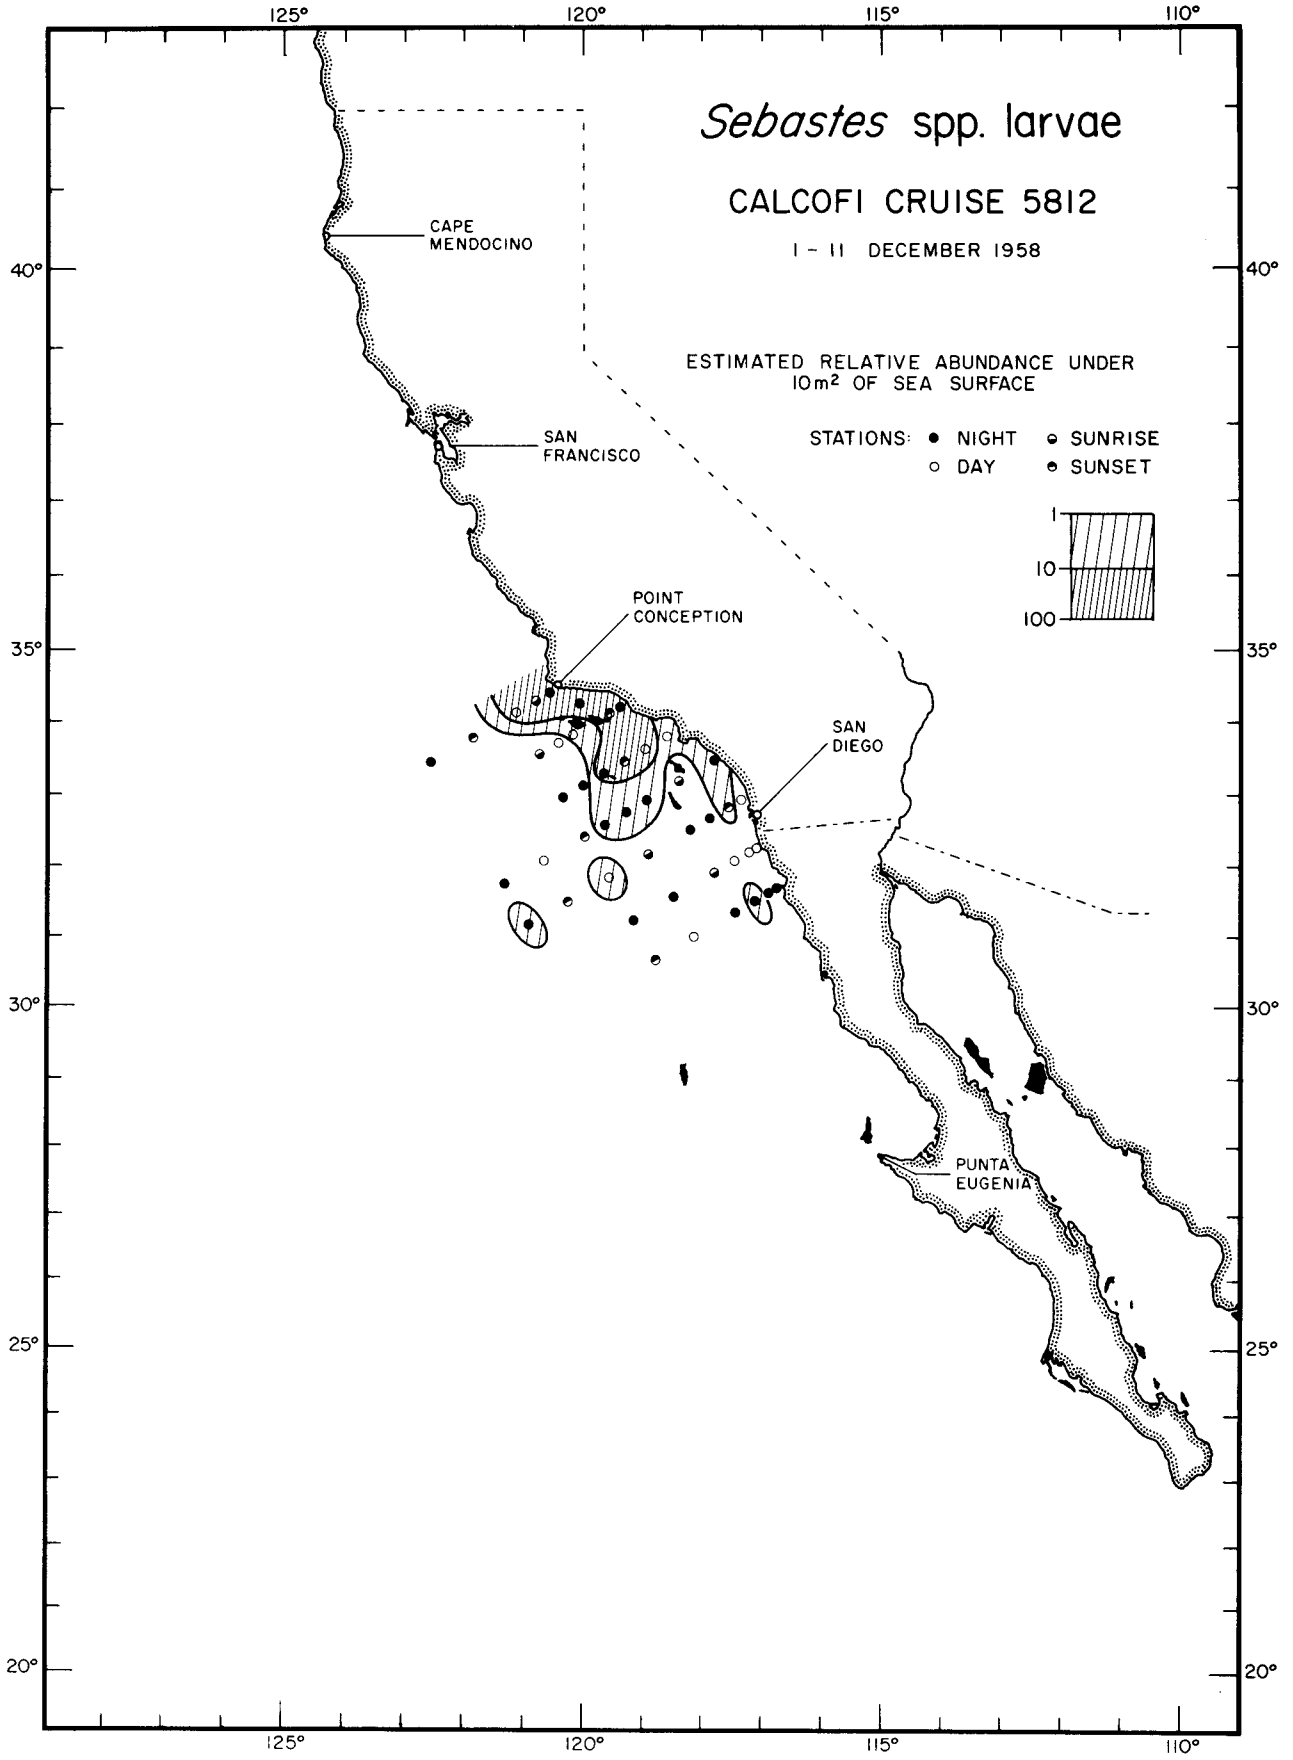 125° 120° 115° 110°
Sebastes spp. larvae
CALCOFI CRUISE 5812
1 - 11 DECEMBER 1958
CAPE
MENDOCINO
40° 40°
ESTIMATED RELATIVE ABUNDANCE UNDER
10m² OF SEA SURFACE
STATIONS: ● NIGHT ◒ SUNRISE
○ DAY ◓ SUNSET
SAN
FRANCISCO
1
10
100
POINT
CONCEPTION
35° 35°
SAN
DIEGO
30° 30°
PUNTA
EUGENIA
25° 25°
20° 20°
125° 120° 115° 110°